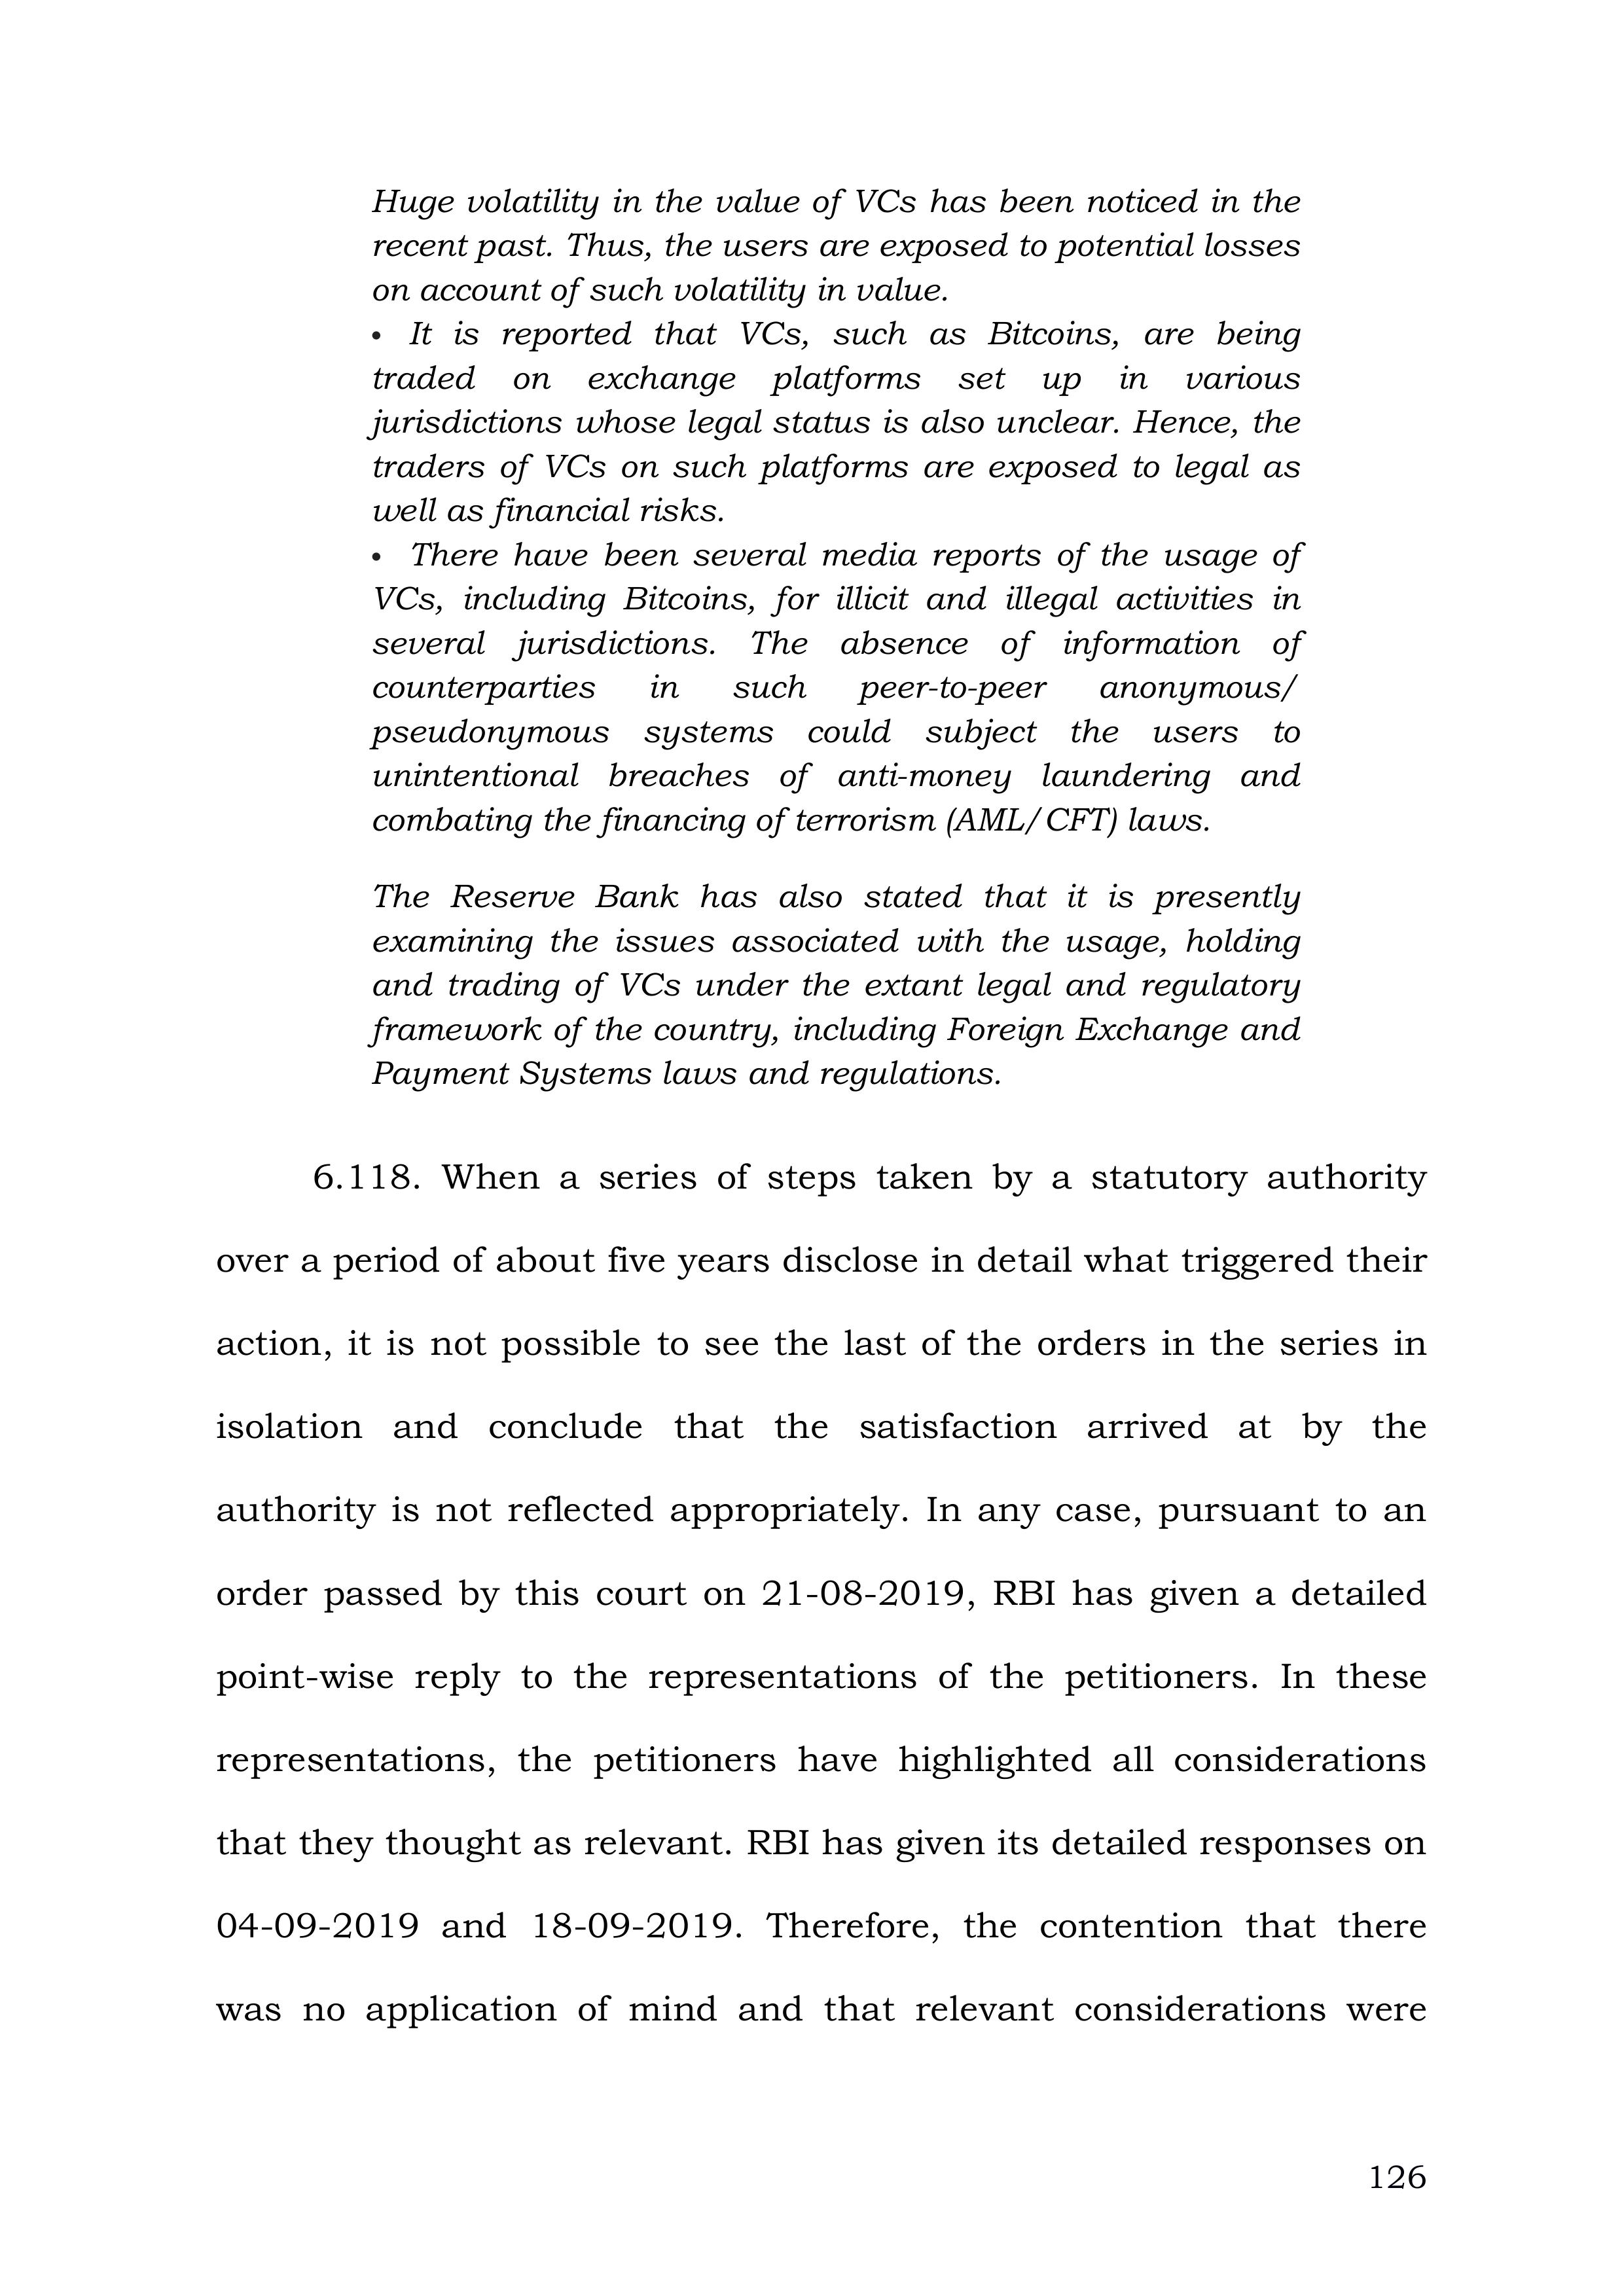 Huge volatility in the value of VCs has been noticed in the
recent past. Thus, the users are exposed to potential losses
on account of such volatility in value.
• It is reported that VCs, such as Bitcoins, are being
traded on exchange platforms set up in various
jurisdictions whose legal status is also unclear. Hence, the
traders of VCs on such platforms are exposed to legal as
well as financial risks.
• There have been several media reports of the usage of
VCs, including Bitcoins, for illicit and illegal activities in
several jurisdictions. The absence of information of
counterparties in such peer-to-peer anonymous/
pseudonymous systems could subject the users to
unintentional breaches of anti-money laundering and
combating the financing of terrorism (AML/CFT) laws.
The Reserve Bank has also stated that it is presently
examining the issues associated with the usage, holding
and trading of VCs under the extant legal and regulatory
framework of the country, including Foreign Exchange and
Payment Systems laws and regulations.
6.118. When a series of steps taken by a statutory authority
over a period of about five years disclose in detail what triggered their
action, it is not possible to see the last of the orders in the series in
isolation and conclude that the satisfaction arrived at by the
authority is not reflected appropriately. In any case, pursuant to an
order passed by this court on 21-08-2019, RBI has given a detailed
point-wise reply to the representations of the petitioners. In these
representations, the petitioners have highlighted all considerations
that they thought as relevant. RBI has given its detailed responses on
04-09-2019 and 18-09-2019. Therefore, the contention that there
was no application of mind and that relevant considerations were
126